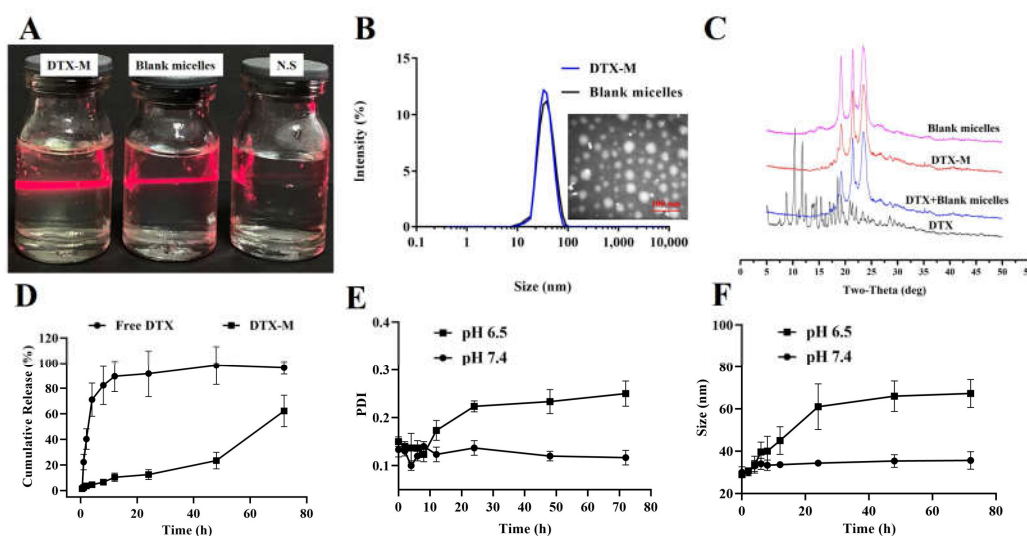 A
DTX-M
Blank micelles
N.S
B
DTX-M
Blank micelles
Intensity (%)
15
10
5
0
0.1
1
10
100
1,000
10,000
Size (nm)
100 nm
C
Blank micelles
DTX-M
DTX+Blank micelles
DTX
0 5 10 15 20 25 30 35 40 45 50
Two-Theta (deg)
D
Free DTX
DTX-M
Cumulative Release (%)
120
100
80
60
40
20
0
0 20 40 60 80
Time (h)
E
pH 6.5
pH 7.4
PDI
0.4
0.3
0.2
0.1
0 10 20 30 40 50 60 70 80
Time (h)
F
pH 6.5
pH 7.4
Size (nm)
100
80
60
40
20
0 20 40 60 80
Time (h)